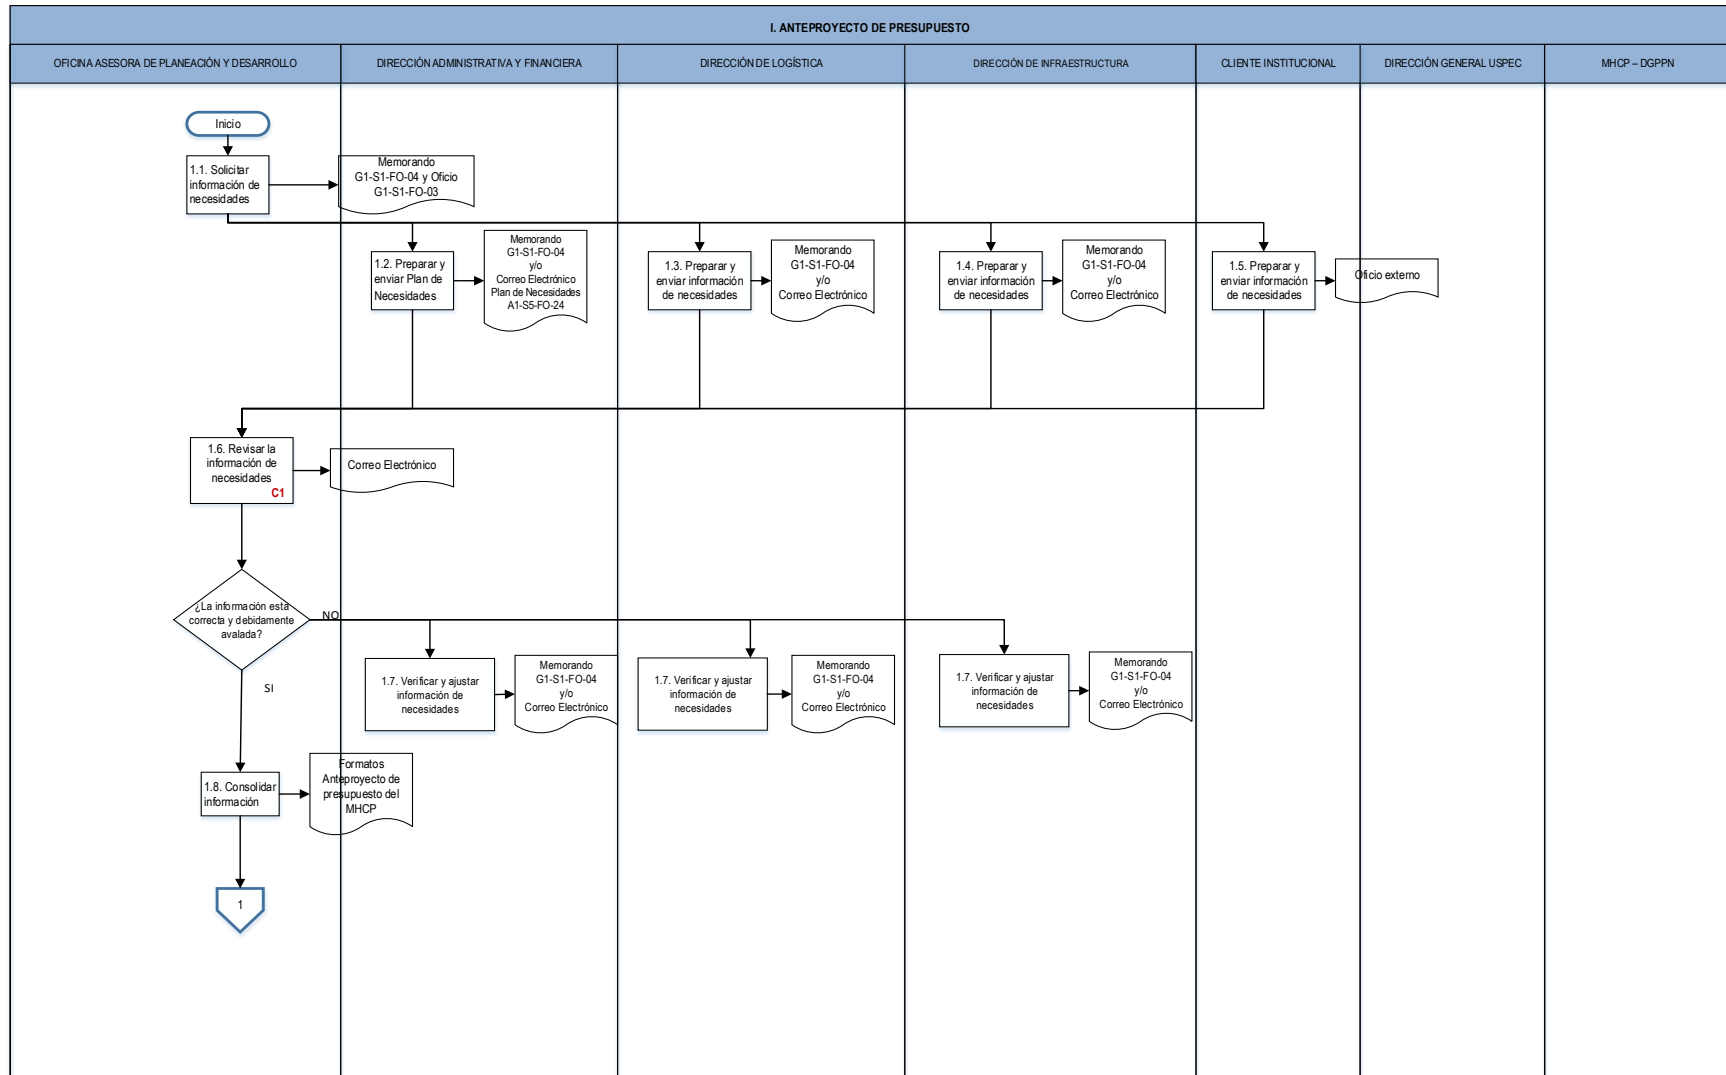 I. ANTEPROYECTO DE PRESUPUESTO
OFICINA ASESORA DE PLANEACIÓN Y DESARROLLO
DIRECCIÓN ADMINISTRATIVA Y FINANCIERA
DIRECCIÓN DE LOGÍSTICA
DIRECCIÓN DE INFRAESTRUCTURA
CLIENTE INSTITUCIONAL
DIRECCIÓN GENERAL USPEC
MHCP – DGPPN
Inicio
1.1. Solicitar
información de
necesidades
Memorando
G1-S1-FO-04 y Oficio
G1-S1-FO-03
1.2. Preparar y
enviar Plan de
Necesidades
Memorando
G1-S1-FO-04
y/o
Correo Electrónico
Plan de Necesidades
A1-S5-FO-24
1.3. Preparar y
enviar información
de necesidades
Memorando
G1-S1-FO-04
y/o
Correo Electrónico
1.4. Preparar y
enviar información
de necesidades
Memorando
G1-S1-FO-04
y/o
Correo Electrónico
1.5. Preparar y
enviar información
de necesidades
Oficio externo
1.6. Revisar la
información de
necesidades
C1
Correo Electrónico
¿La información esta
correcta y debidamente
avalada?
NO
SI
1.7. Verificar y ajustar
información de
necesidades
Memorando
G1-S1-FO-04
y/o
Correo Electrónico
1.7. Verificar y ajustar
información de
necesidades
Memorando
G1-S1-FO-04
y/o
Correo Electrónico
1.7. Verificar y ajustar
información de
necesidades
Memorando
G1-S1-FO-04
y/o
Correo Electrónico
1.8. Consolidar
información
Formatos
Anteproyecto de
presupuesto del
MHCP
1